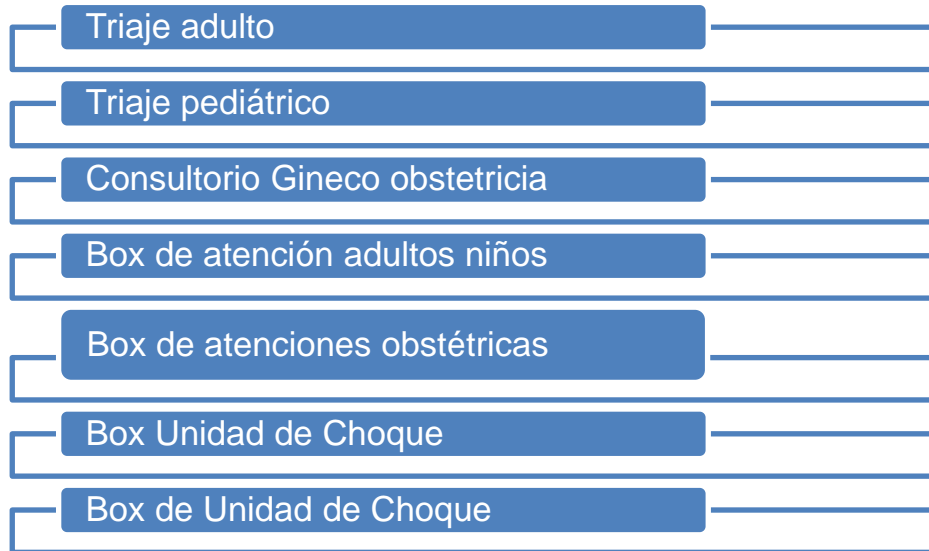 Triaje adulto
Triaje pediátrico
Consultorio Gineco obstetricia
Box de atención adultos niños
Box de atenciones obstétricas
Box Unidad de Choque
Box de Unidad de Choque